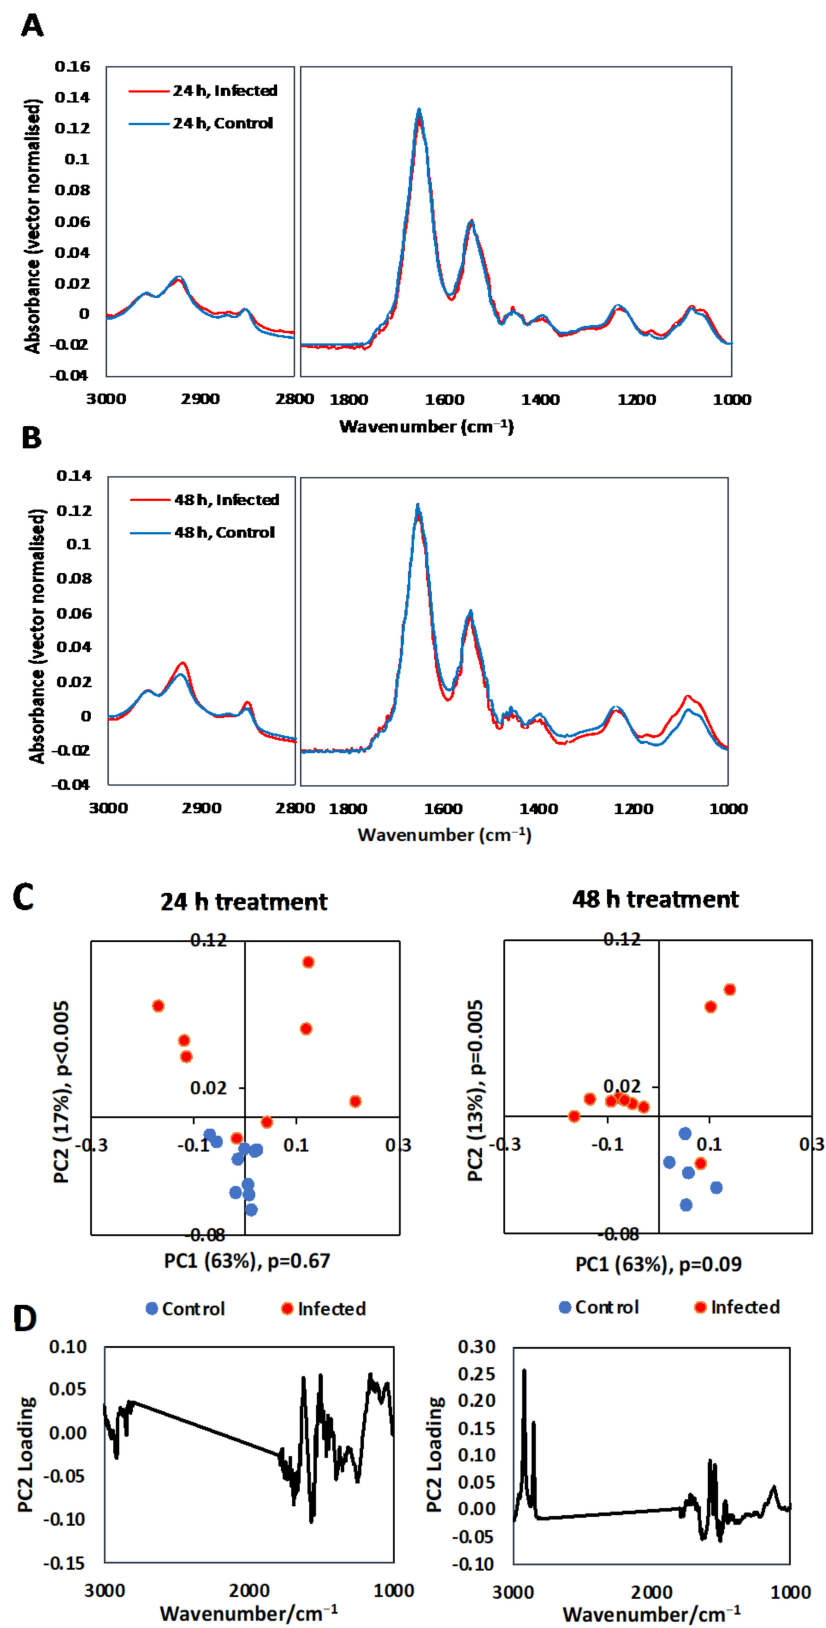 A
Absorbance (vector normalised)
0.16
0.14
0.12
0.1
0.08
0.06
0.04
0.02
0
-0.02
-0.04
24 h, Infected
24 h, Control
3000 2900 2800 1800 1600 1400 1200 1000
Wavenumber (cm⁻¹)
B
Absorbance (vector normalised)
0.14
0.12
0.1
0.08
0.06
0.04
0.02
0
-0.02
-0.04
48 h, Infected
48 h, Control
3000 2900 2800 1800 1600 1400 1200 1000
Wavenumber (cm⁻¹)
C
24 h treatment
PC2 (17%), p<0.005
0.12
0.02
-0.3 -0.1 0.1 0.3
-0.08
PC1 (63%), p=0.67
Control Infected
48 h treatment
PC2 (13%), p=0.005
0.12
0.02
-0.3 -0.1 0.1 0.3
-0.08
PC1 (63%), p=0.09
Control Infected
D
PC2 Loading
0.10
0.05
0.00
-0.05
-0.10
-0.15
3000 2000 1000
Wavenumber/cm⁻¹
PC2 Loading
0.30
0.25
0.20
0.15
0.10
0.05
0.00
-0.05
-0.10
3000 2000 1000
Wavenumber/cm⁻¹